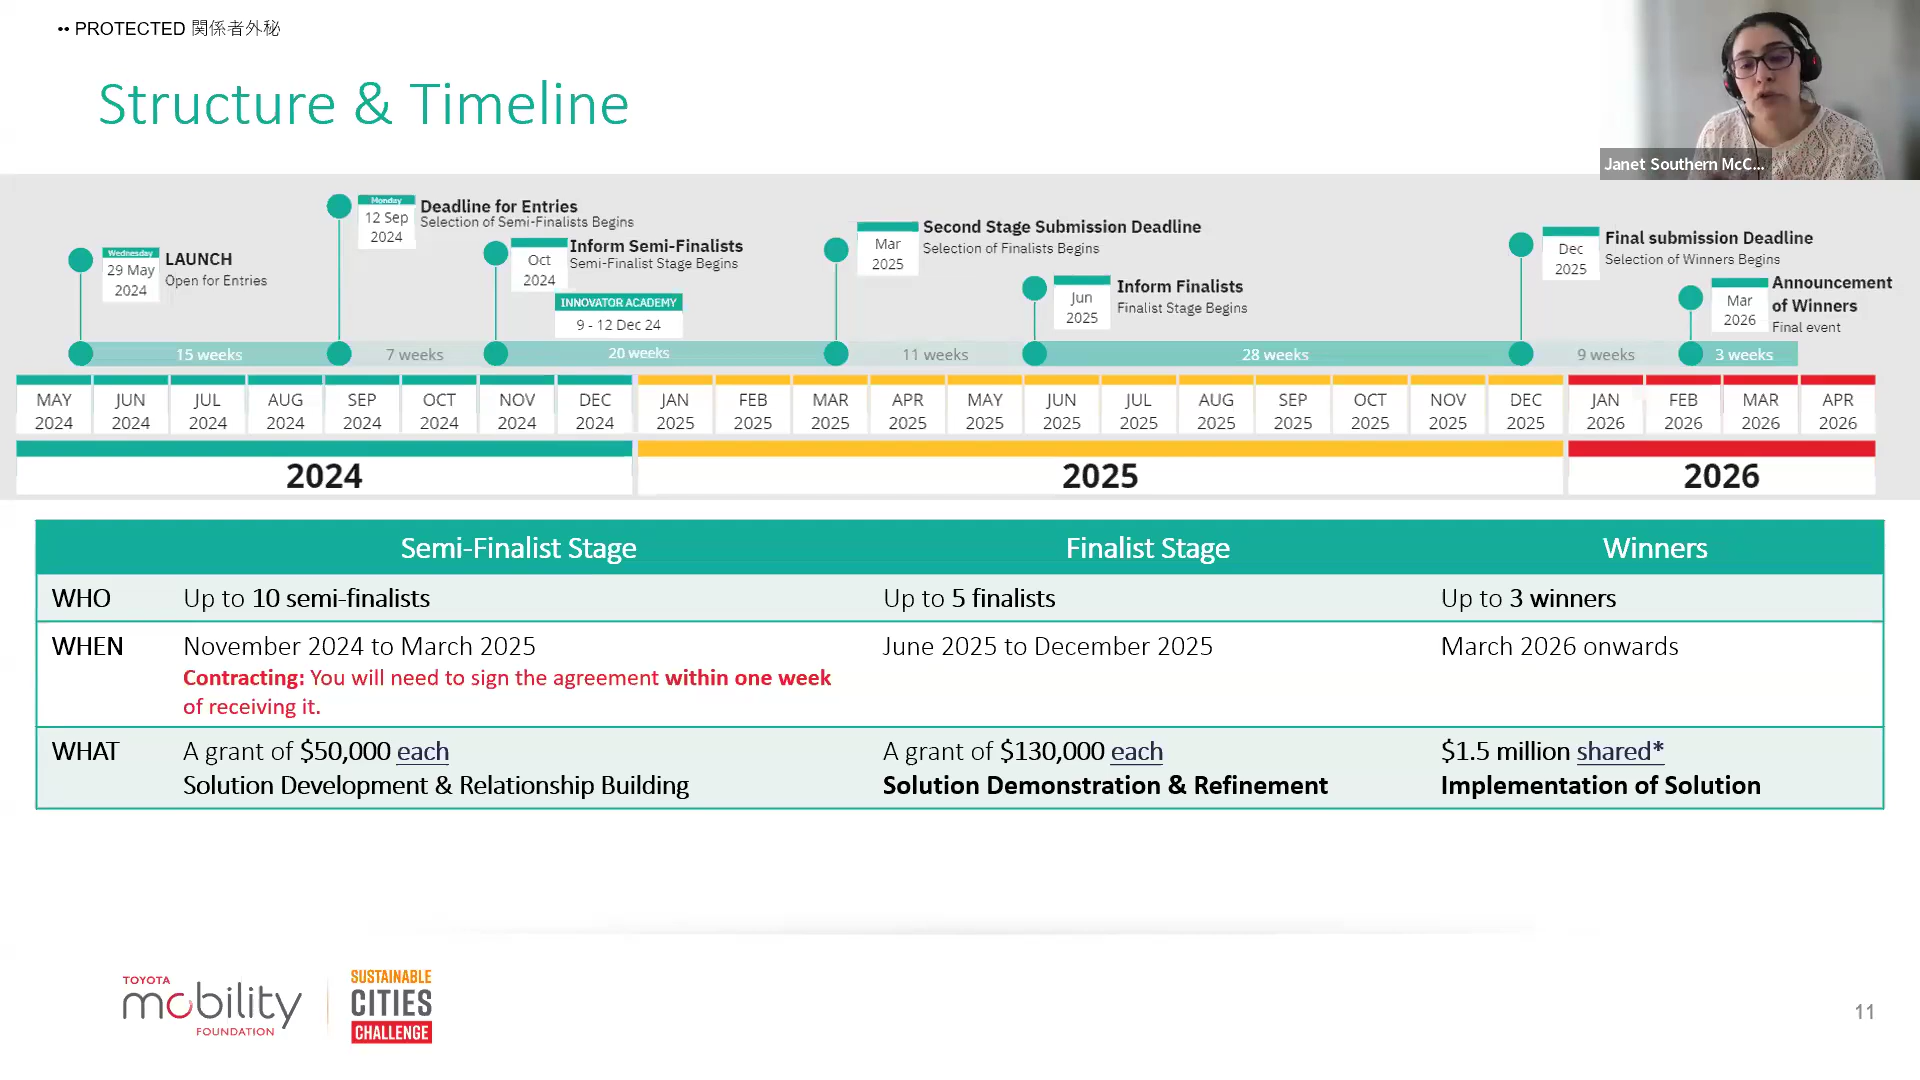 •• PROTECTED 関係者外秘
Structure & Timeline
Janet Southern McC...
Wednesday
29 May
2024
LAUNCH
Open for Entries
Monday
12 Sep
2024
Deadline for Entries
Selection of Semi-Finalists Begins
Oct
2024
Inform Semi-Finalists
Semi-Finalist Stage Begins
INNOVATOR ACADEMY
9 - 12 Dec 24
Mar
2025
Second Stage Submission Deadline
Selection of Finalists Begins
Jun
2025
Inform Finalists
Finalist Stage Begins
Dec
2025
Final submission Deadline
Selection of Winners Begins
Mar
2026
Announcement
of Winners
Final event
15 weeks 7 weeks 20 weeks 11 weeks 28 weeks 9 weeks 3 weeks
MAY JUN JUL AUG SEP OCT NOV DEC JAN FEB MAR APR MAY JUN JUL AUG SEP OCT NOV DEC JAN FEB MAR APR
2024 2024 2024 2024 2024 2024 2024 2024 2025 2025 2025 2025 2025 2025 2025 2025 2025 2025 2025 2025 2026 2026 2026 2026
2024 2025 2026
Semi-Finalist Stage Finalist Stage Winners
WHO Up to 10 semi-finalists Up to 5 finalists Up to 3 winners
WHEN November 2024 to March 2025 June 2025 to December 2025 March 2026 onwards
Contracting: You will need to sign the agreement within one week
of receiving it.
WHAT A grant of $50,000 each A grant of $130,000 each $1.5 million shared*
Solution Development & Relationship Building Solution Demonstration & Refinement Implementation of Solution
TOYOTA
mobility
FOUNDATION
SUSTAINABLE
CITIES
CHALLENGE
11